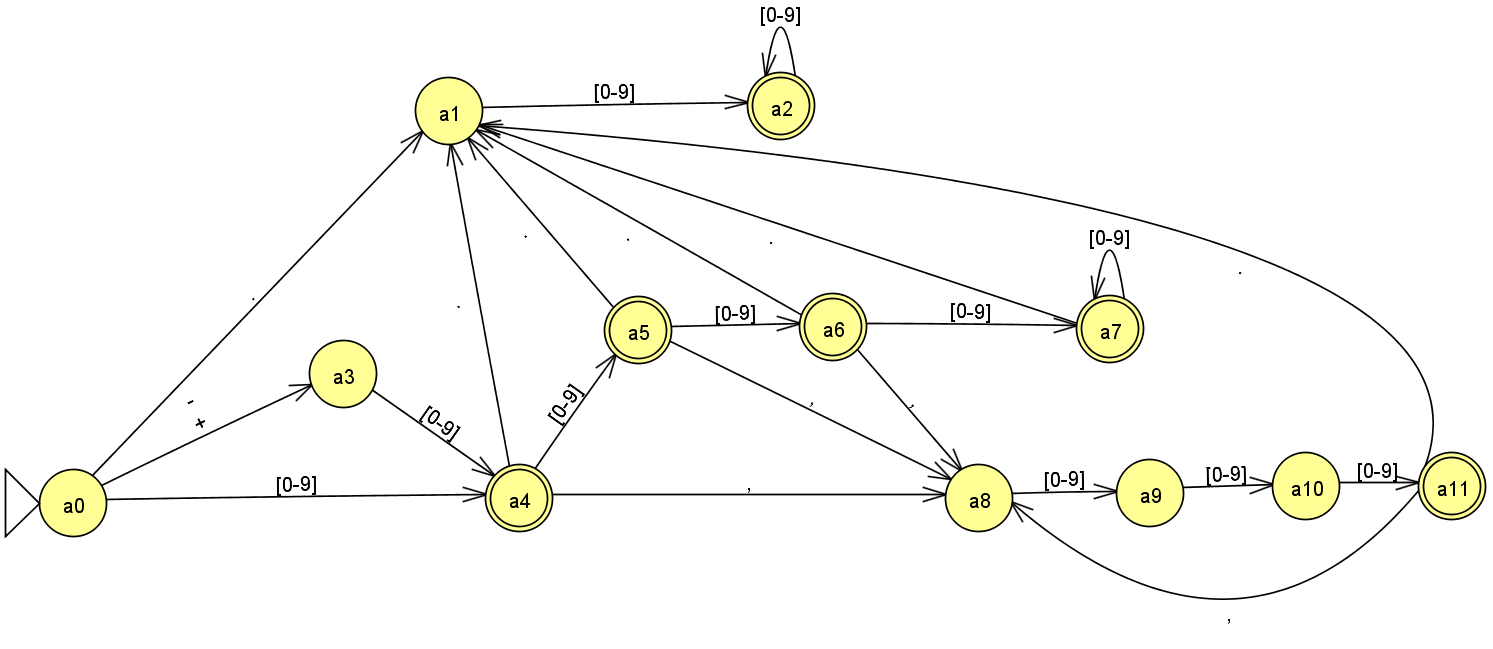 [0-9]
a1
[0-9]
a2
.
.
.
[0-9]
.
.
.
a5
[0-9]
a6
[0-9]
a7
a3
-
+
[0-9]
[0-9]
,
,
a0
[0-9]
a4
,
a8
[0-9]
a9
[0-9]
a10
[0-9]
a11
,